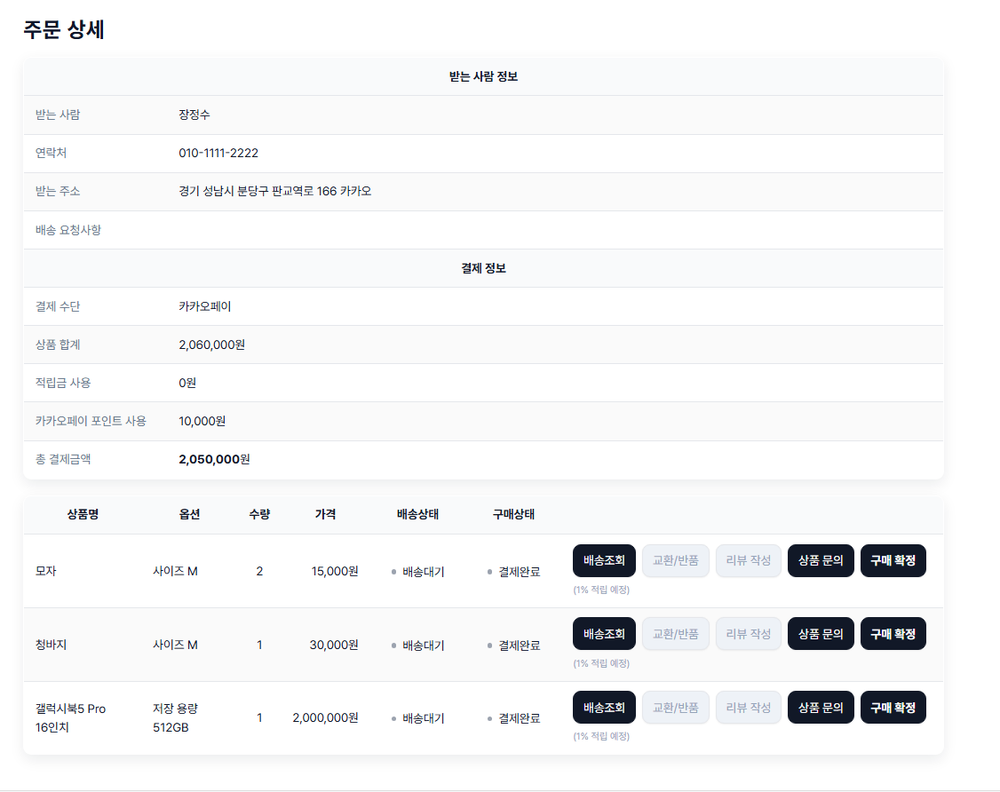 주문 상세
받는 사람 정보
받는 사람 장정수
연락처 010-1111-2222
받는 주소 경기 성남시 분당구 판교역로 166 카카오
배송 요청사항
결제 정보
결제 수단 카카오페이
상품 합계 2,060,000원
적립금 사용 0원
카카오페이 포인트 사용 10,000원
총 결제금액 2,050,000원
상품명 옵션 수량 가격 배송상태 구매상태
모자 사이즈 M 2 15,000원 배송대기 결제완료 배송조회 교환/반품 리뷰 작성 상품 문의 구매 확정
(1% 적립 예정)
청바지 사이즈 M 1 30,000원 배송대기 결제완료 배송조회 교환/반품 리뷰 작성 상품 문의 구매 확정
(1% 적립 예정)
갤럭시북5 Pro 저장 용량
16인치 512GB 1 2,000,000원 배송대기 결제완료 배송조회 교환/반품 리뷰 작성 상품 문의 구매 확정
(1% 적립 예정)